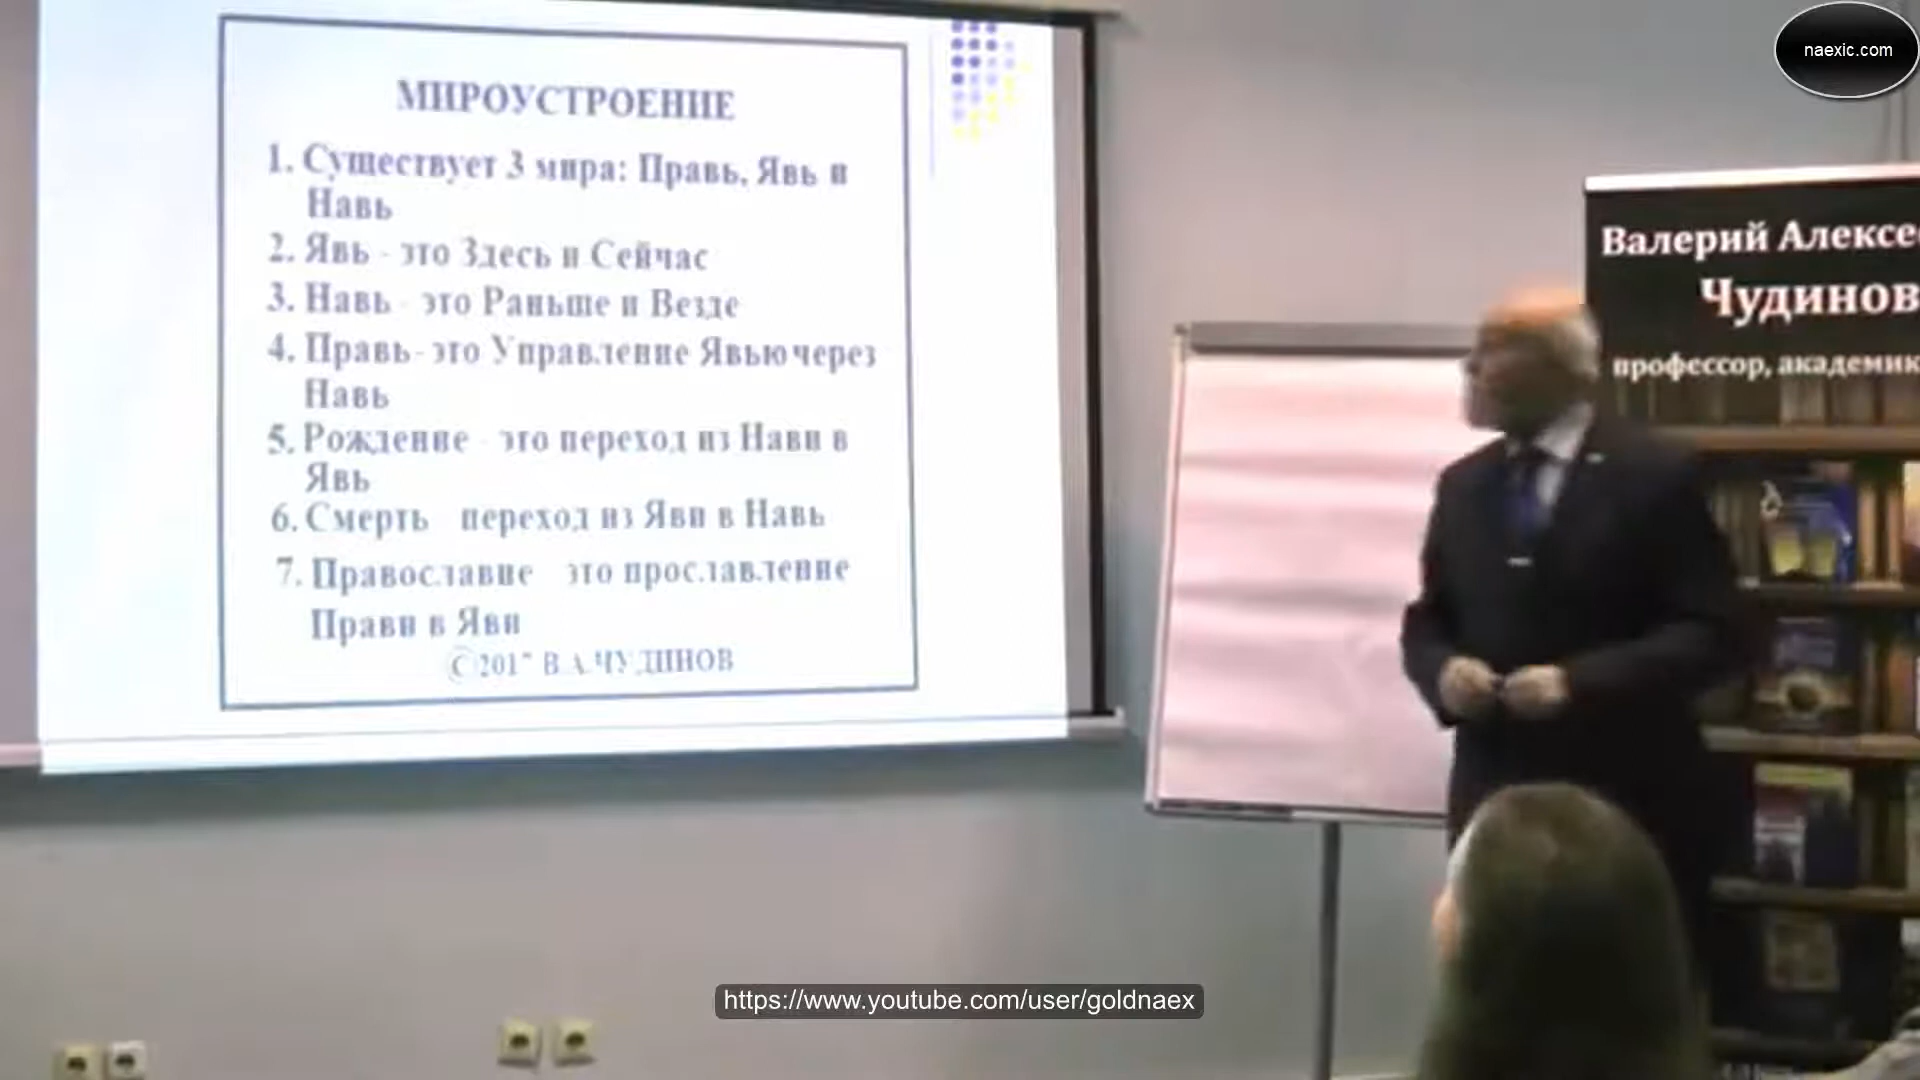 naexic.com
МИРОУСТРОЕНИЕ
1. Существует 3 мира: Правь, Явь и
Навь
2. Явь - это Здесь и Сейчас
3. Навь - это Раньше и Везде
4. Правь - это Управление Явью через
Навь
5. Рождение - это переход из Нави в
Явь
6. Смерть переход из Яви в Навь
7. Православие это прославление
Прави в Яви
© 2017 В.А.ЧУДИНОВ
Валерий Алексе
Чудинов
профессор, академик
https://www.youtube.com/user/goldnaex